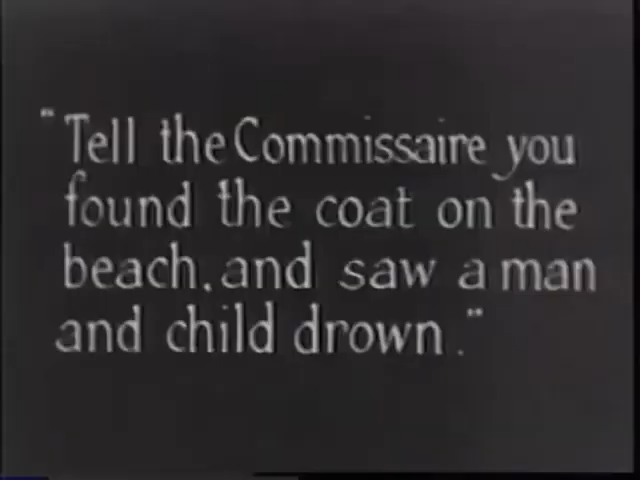 "Tell the Commissaire you
found the coat on the
beach, and saw a man
and child drown."